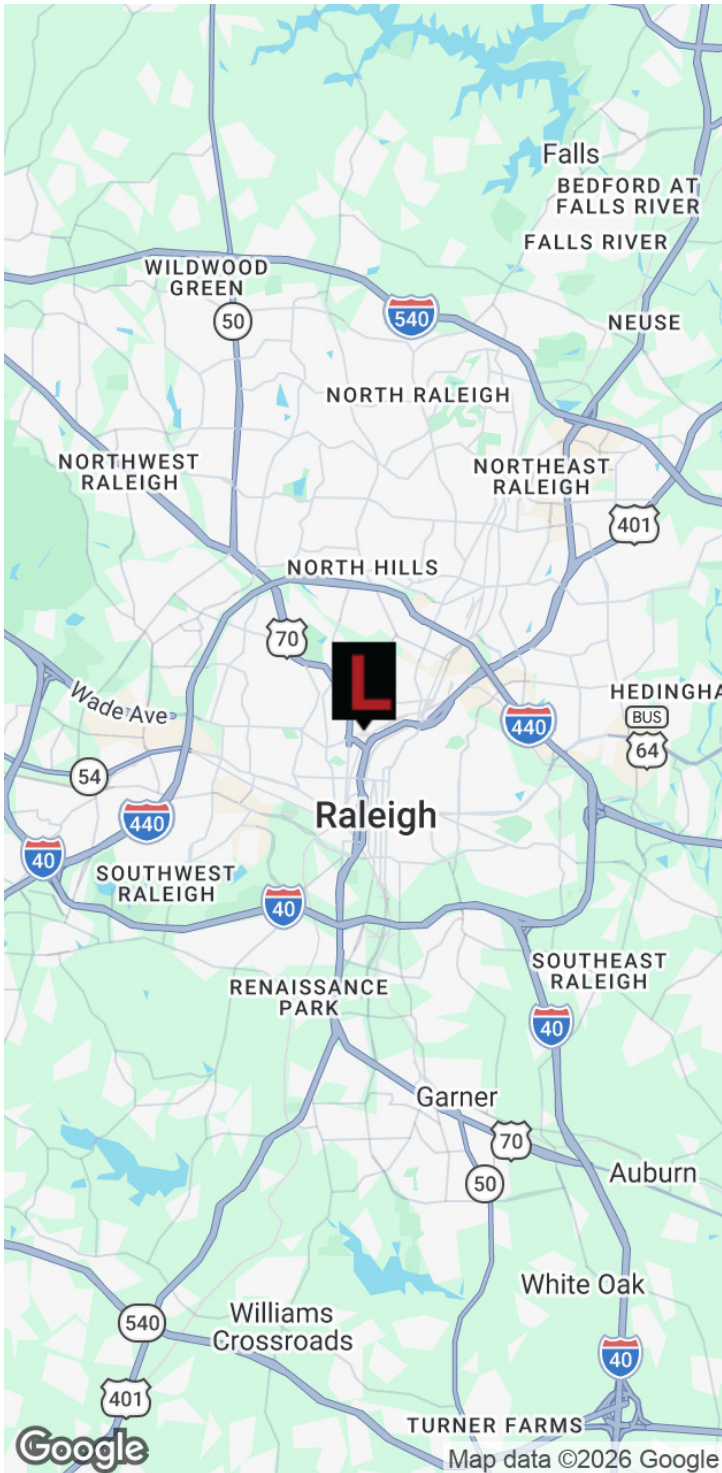 Falls
BEDFORD AT
FALLS RIVER
FALLS RIVER
WILDWOOD
GREEN
50
540
NEUSE
NORTH RALEIGH
NORTHWEST
RALEIGH
NORTHEAST
RALEIGH
401
NORTH HILLS
70
L
Wade Ave
HEDINGHA
BUS
64
440
54
440
Raleigh
40
SOUTHWEST
RALEIGH
40
SOUTHEAST
RALEIGH
RENAISSANCE
PARK
40
Garner
70
50
Auburn
White Oak
540
Williams
Crossroads
40
401
TURNER FARMS
Google
Map data ©2026 Google